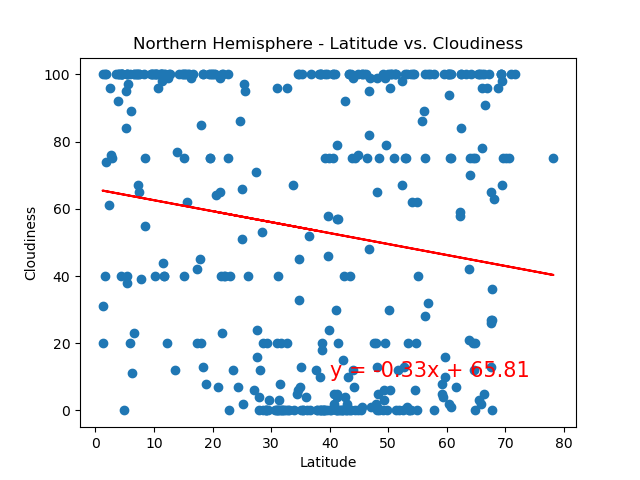 Northern Hemisphere - Latitude vs. Cloudiness
100
80
60
40
20
0
Cloudiness
y = -0.33x + 65.81
0 10 20 30 40 50 60 70 80
Latitude